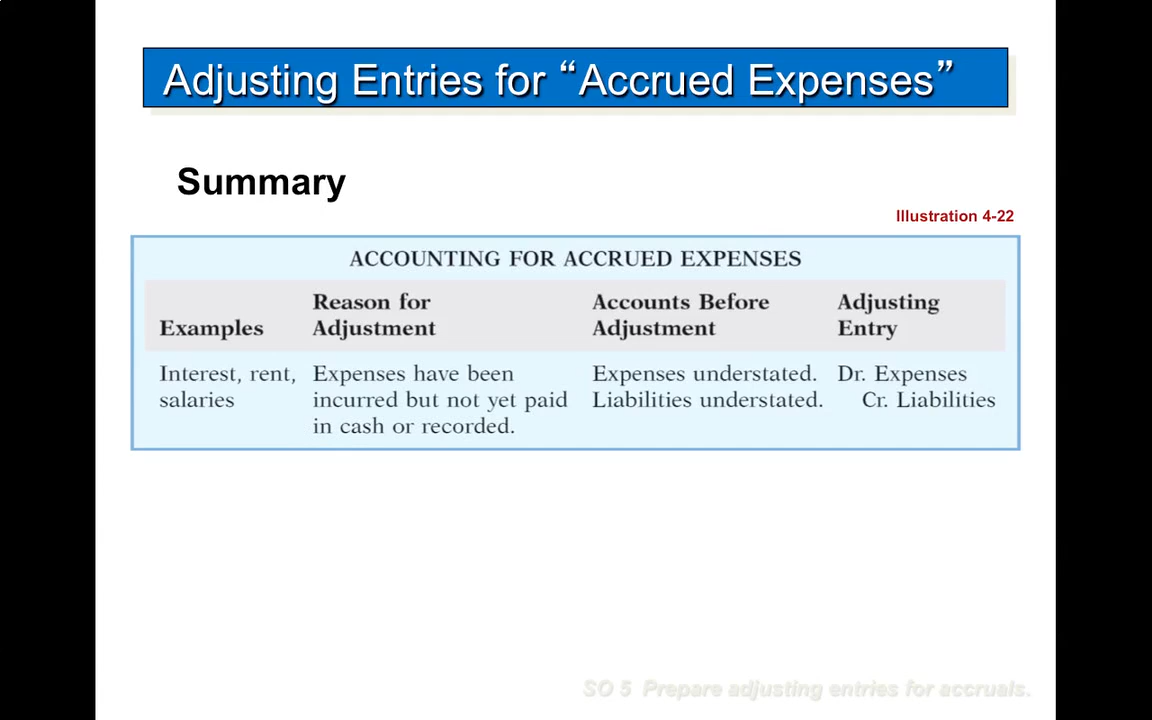 Adjusting Entries for “Accrued Expenses”
Summary
Illustration 4-22
ACCOUNTING FOR ACCRUED EXPENSES
Examples
Reason for
Adjustment
Accounts Before
Adjustment
Adjusting
Entry
Interest, rent,
salaries
Expenses have been
incurred but not yet paid
in cash or recorded.
Expenses understated.
Liabilities understated.
Dr. Expenses
Cr. Liabilities
SO 5 Prepare adjusting entries for accruals.